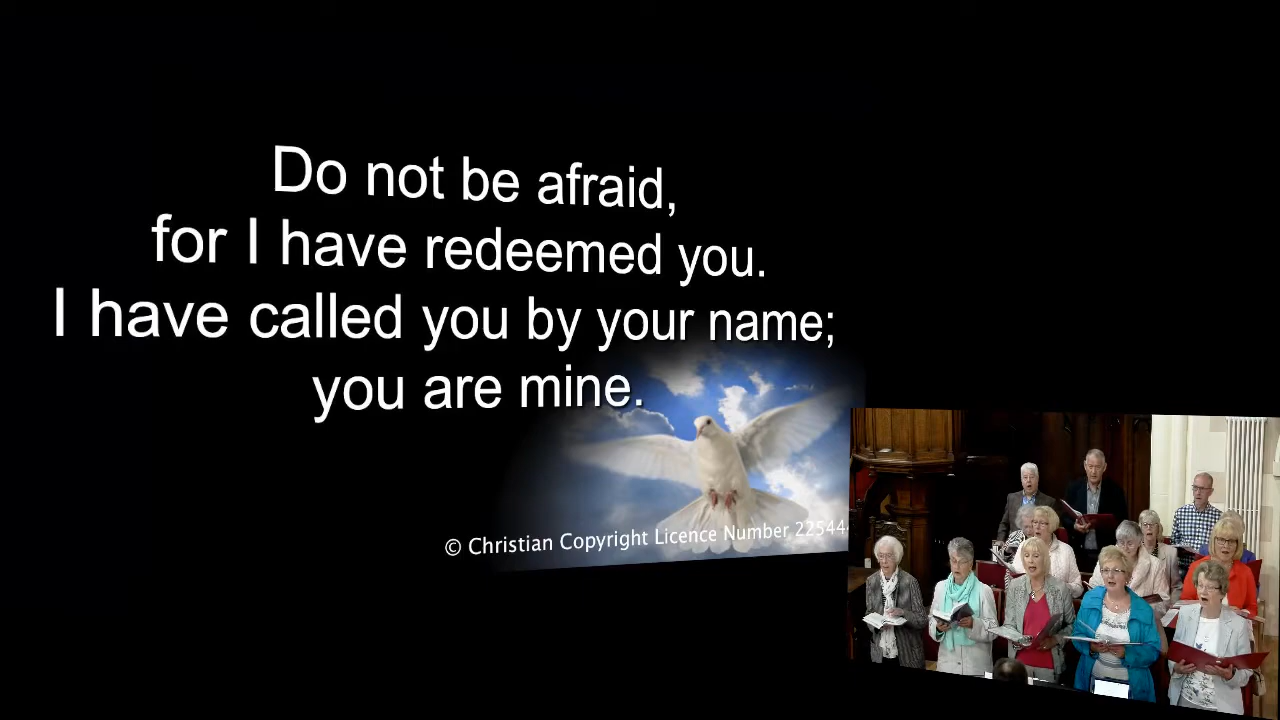 Do not be afraid,
for I have redeemed you.
I have called you by your name;
you are mine.
© Christian Copyright Licence Number 22544